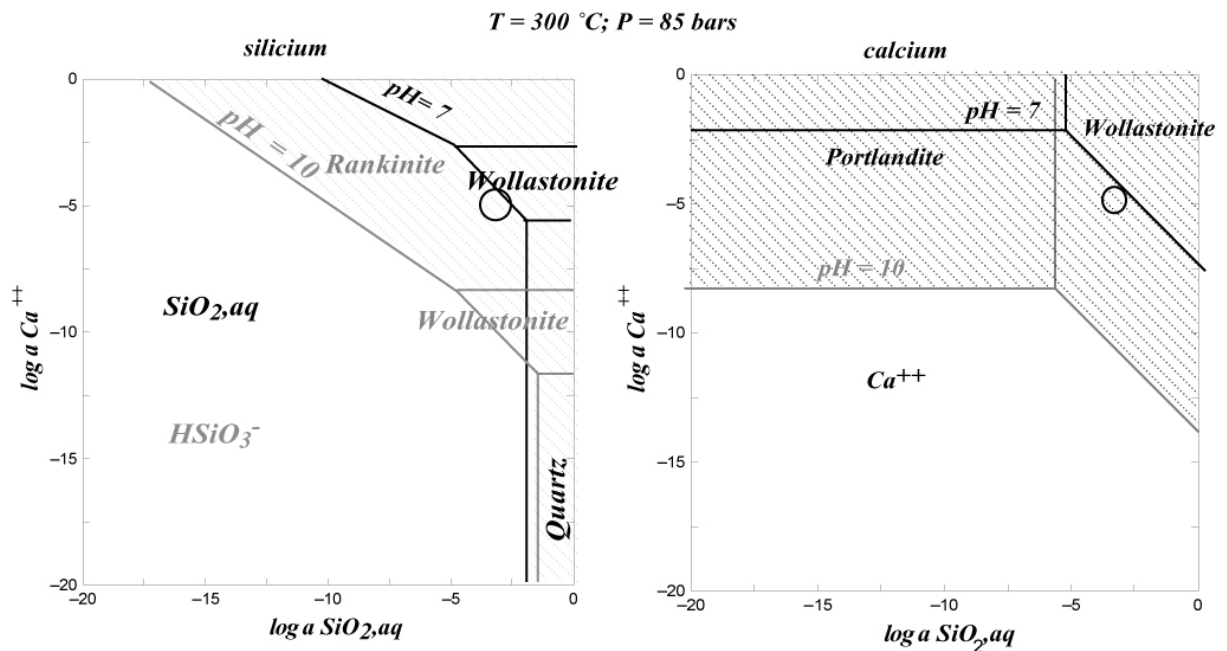 T = 300 °C; P = 85 bars
silicium
0
−5
−10
−15
−20
−20
−15
−10
−5
0
log a Ca++
log a SiO2,aq
pH= 7
pH = 10
Rankinite
Wollastonite
SiO2,aq
Wollastonite
HSiO3-
Quartz
calcium
0
−5
−10
−15
−20
−20
−15
−10
−5
0
log a Ca++
log a SiO2,aq
pH = 7
Wollastonite
Portlandite
pH = 10
Ca++